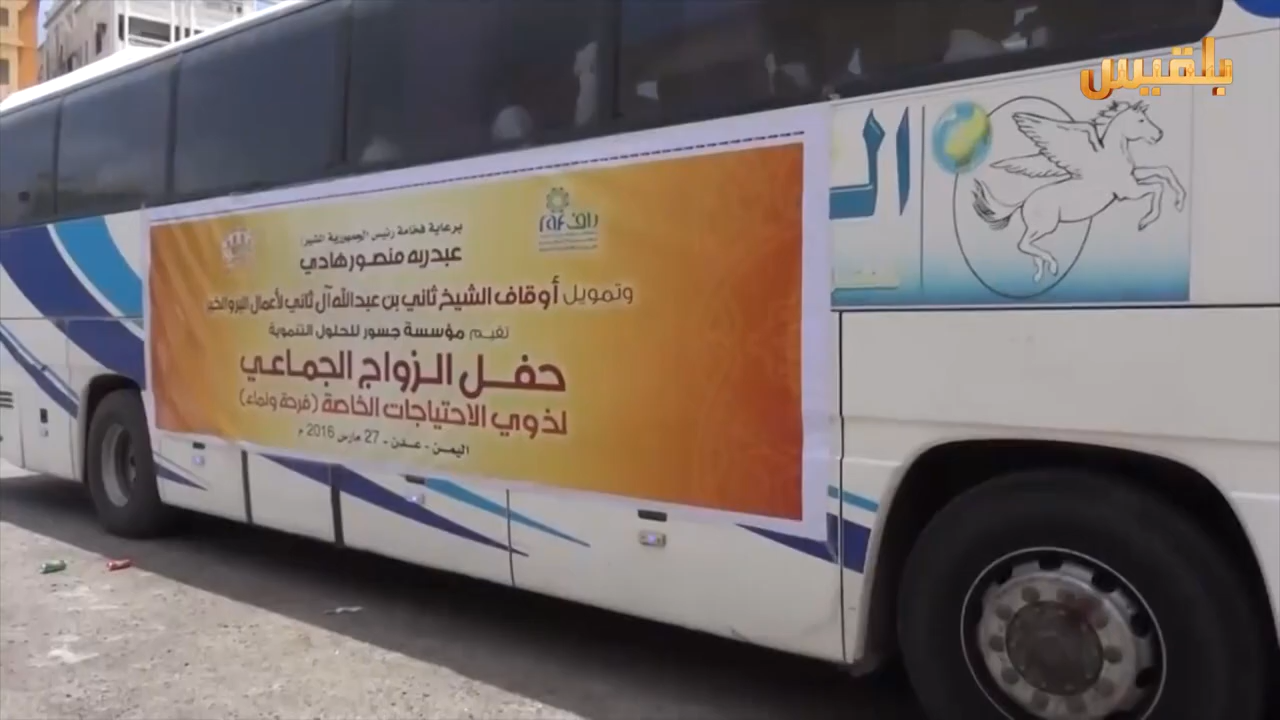 بلقيس
الـ
راف
برعاية فخامة رئيس الجمهورية المشير/
عبدربه منصور هادي
وتمويل أوقاف الشيخ ثاني بن عبدالله آل ثاني لأعمال البر والخير
تقيم مؤسسة جسور للحلول التنموية
حفل الزواج الجماعي
لذوي الاحتياجات الخاصة (فرحة ونماء)
اليمن - عدن - 27 مارس 2016 م